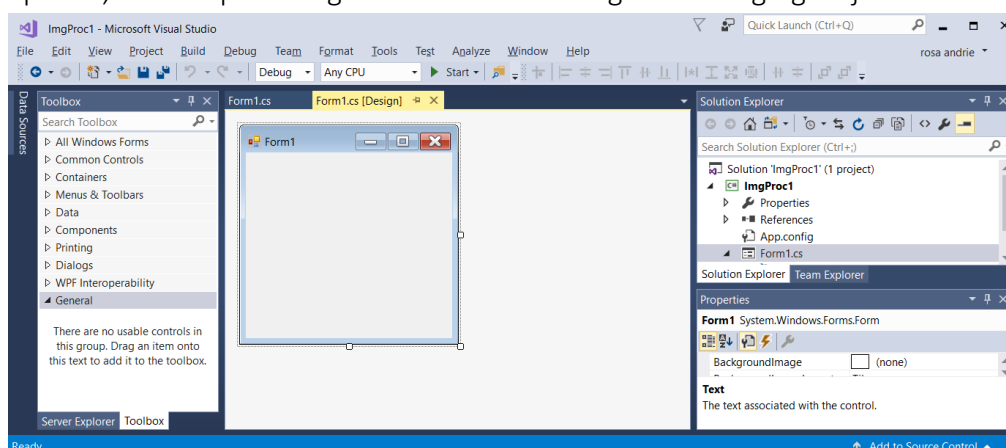 ImgProc1 - Microsoft Visual Studio
Quick Launch (Ctrl+Q)
File Edit View Project Build Debug Team Format Tools Test Analyze Window Help
rosa andrie
Debug Any CPU Start
Data Sources
Toolbox
Search Toolbox
All Windows Forms
Common Controls
Containers
Menus & Toolbars
Data
Components
Printing
Dialogs
WPF Interoperability
General
There are no usable controls in
this group. Drag an item onto
this text to add it to the toolbox.
Server Explorer Toolbox
Form1.cs Form1.cs [Design]
Form1
Solution Explorer
Search Solution Explorer (Ctrl+;)
Solution 'ImgProc1' (1 project)
ImgProc1
Properties
References
App.config
Form1.cs
Solution Explorer Team Explorer
Properties
Form1 System.Windows.Forms.Form
BackgroundImage (none)
Text
The text associated with the control.
Ready
Add to Source Control